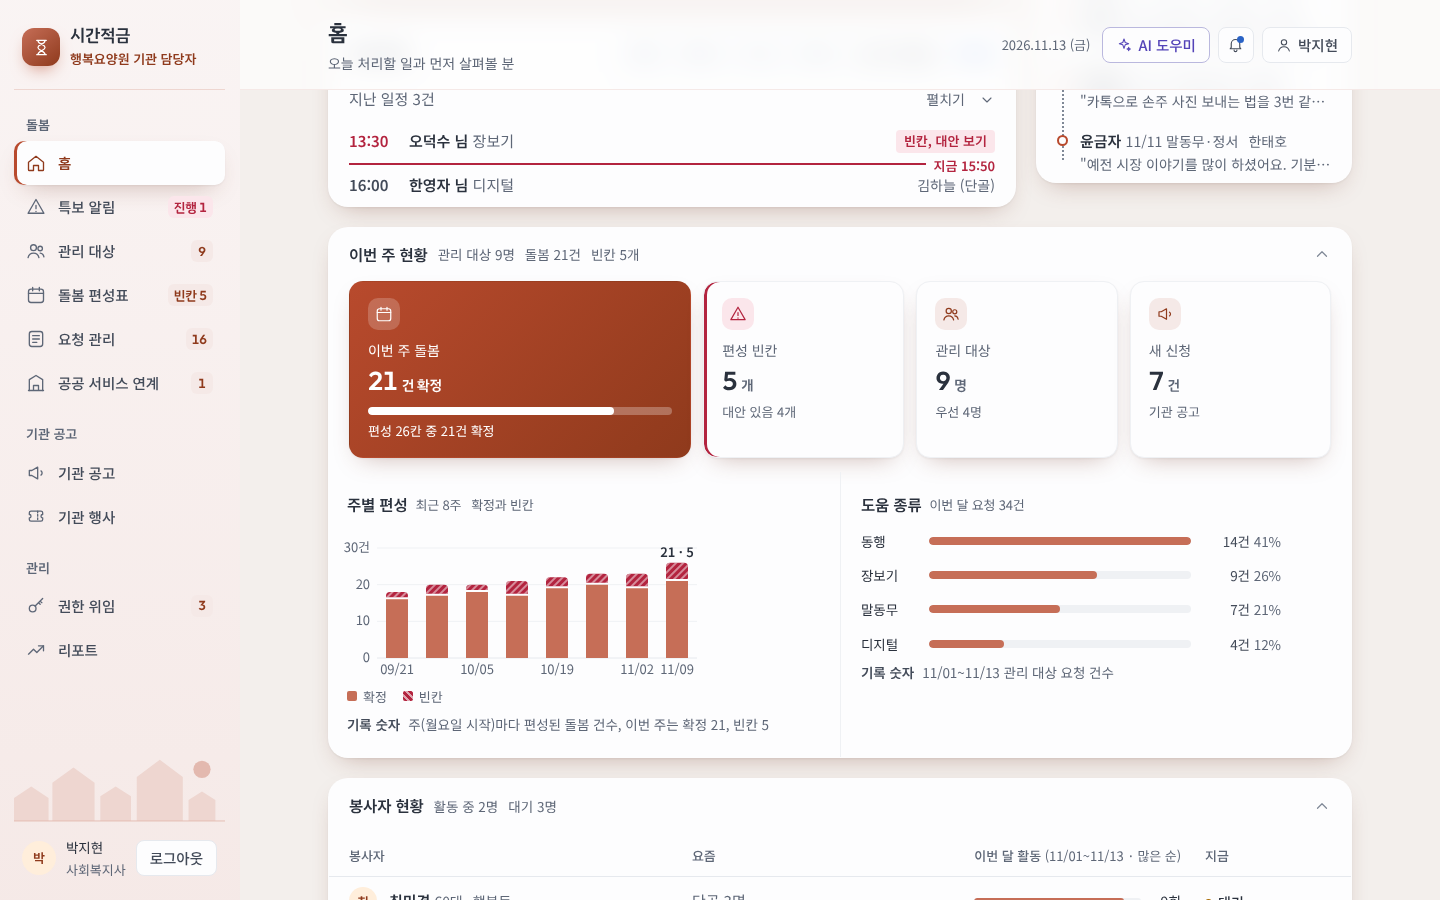 시간적금
행복요양원 기관 담당자
돌봄
홈
특보 알림 진행 1
관리 대상 9
돌봄 편성표 빈칸 5
요청 관리 16
공공 서비스 연계 1
기관 공고
기관 공고
기관 행사
관리
권한 위임 3
리포트
박 박지현
사회복지사
로그아웃
홈
오늘 처리할 일과 먼저 살펴볼 분
2026.11.13 (금) AI 도우미 박지현
지난 일정 3건 펼치기
13:30 오덕수 님 장보기 빈칸, 대안 보기
지금 15:50
16:00 한영자 님 디지털 김하늘 (단골)
"카톡으로 손주 사진 보내는 법을 3번 같…
윤금자 11/11 말동무·정서 한태호
"예전 시장 이야기를 많이 하셨어요. 기분…
이번 주 현황 관리 대상 9명 돌봄 21건 빈칸 5개
이번 주 돌봄
21 건 확정
편성 26칸 중 21건 확정
편성 빈칸
5 개
대안 있음 4개
관리 대상
9 명
우선 4명
새 신청
7 건
기관 공고
주별 편성 최근 8주 확정과 빈칸
30건
20
10
0
21 · 5
09/21 10/05 10/19 11/02 11/09
확정 빈칸
기록 숫자 주(월요일 시작)마다 편성된 돌봄 건수, 이번 주는 확정 21, 빈칸 5
도움 종류 이번 달 요청 34건
동행 14건 41%
장보기 9건 26%
말동무 7건 21%
디지털 4건 12%
기록 숫자 11/01~11/13 관리 대상 요청 건수
봉사자 현황 활동 중 2명 대기 3명
봉사자 요즘 이번 달 활동 (11/01~11/13 · 많은 순) 지금